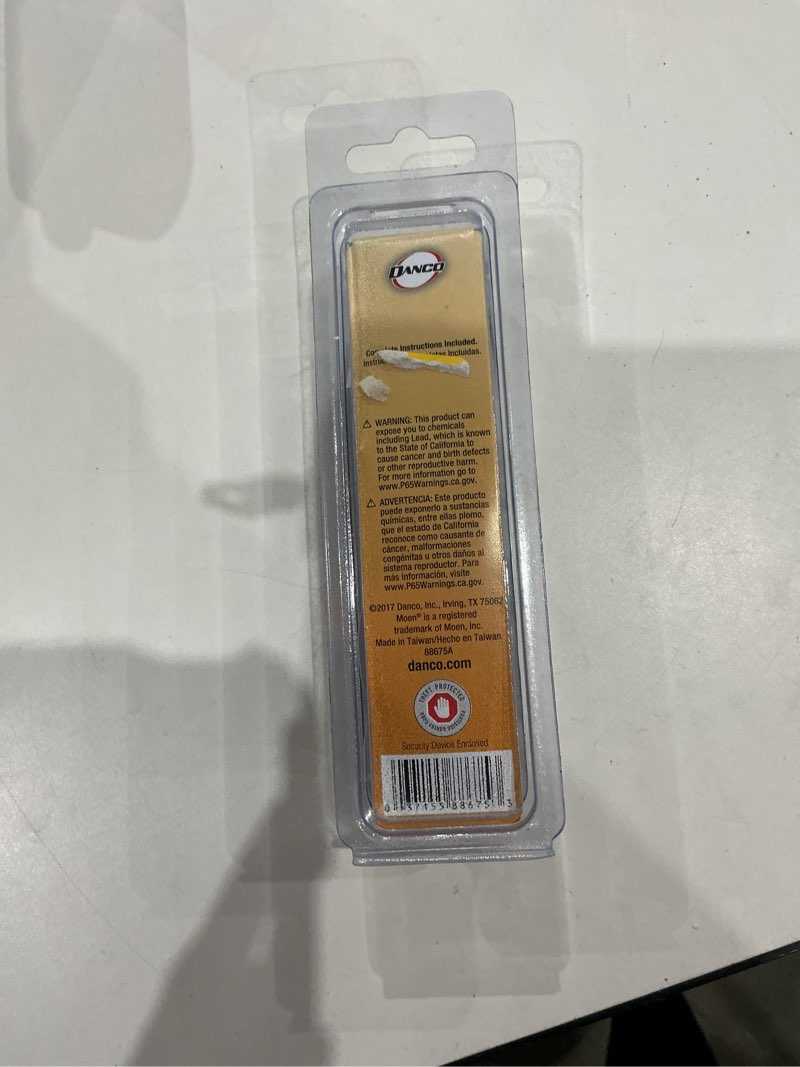 DANCO
Instructions Included.
Incluidas.
⚠ WARNING: This product can
expose you to chemicals
including Lead, which is known
to the State of California to
cause cancer and birth defects
or other reproductive harm.
For more information go to
www.P65Warnings.ca.gov.
⚠ ADVERTENCIA: Este producto
puede exponerlo a sustancias
químicas, entre ellas plomo,
que el estado de California
reconoce como causante de
cáncer, malformaciones
congénitas u otros daños al
sistema reproductor. Para
más información, visite
www.P65Warnings.ca.gov.
©2017 Danco, Inc., Irving, TX 75062
Moen® is a registered
trademark of Moen, Inc.
Made in Taiwan/Hecho en Taiwan
88675A
danco.com
THEFT PROTECTED
Security Device Enclosed
0 37155 88675 3